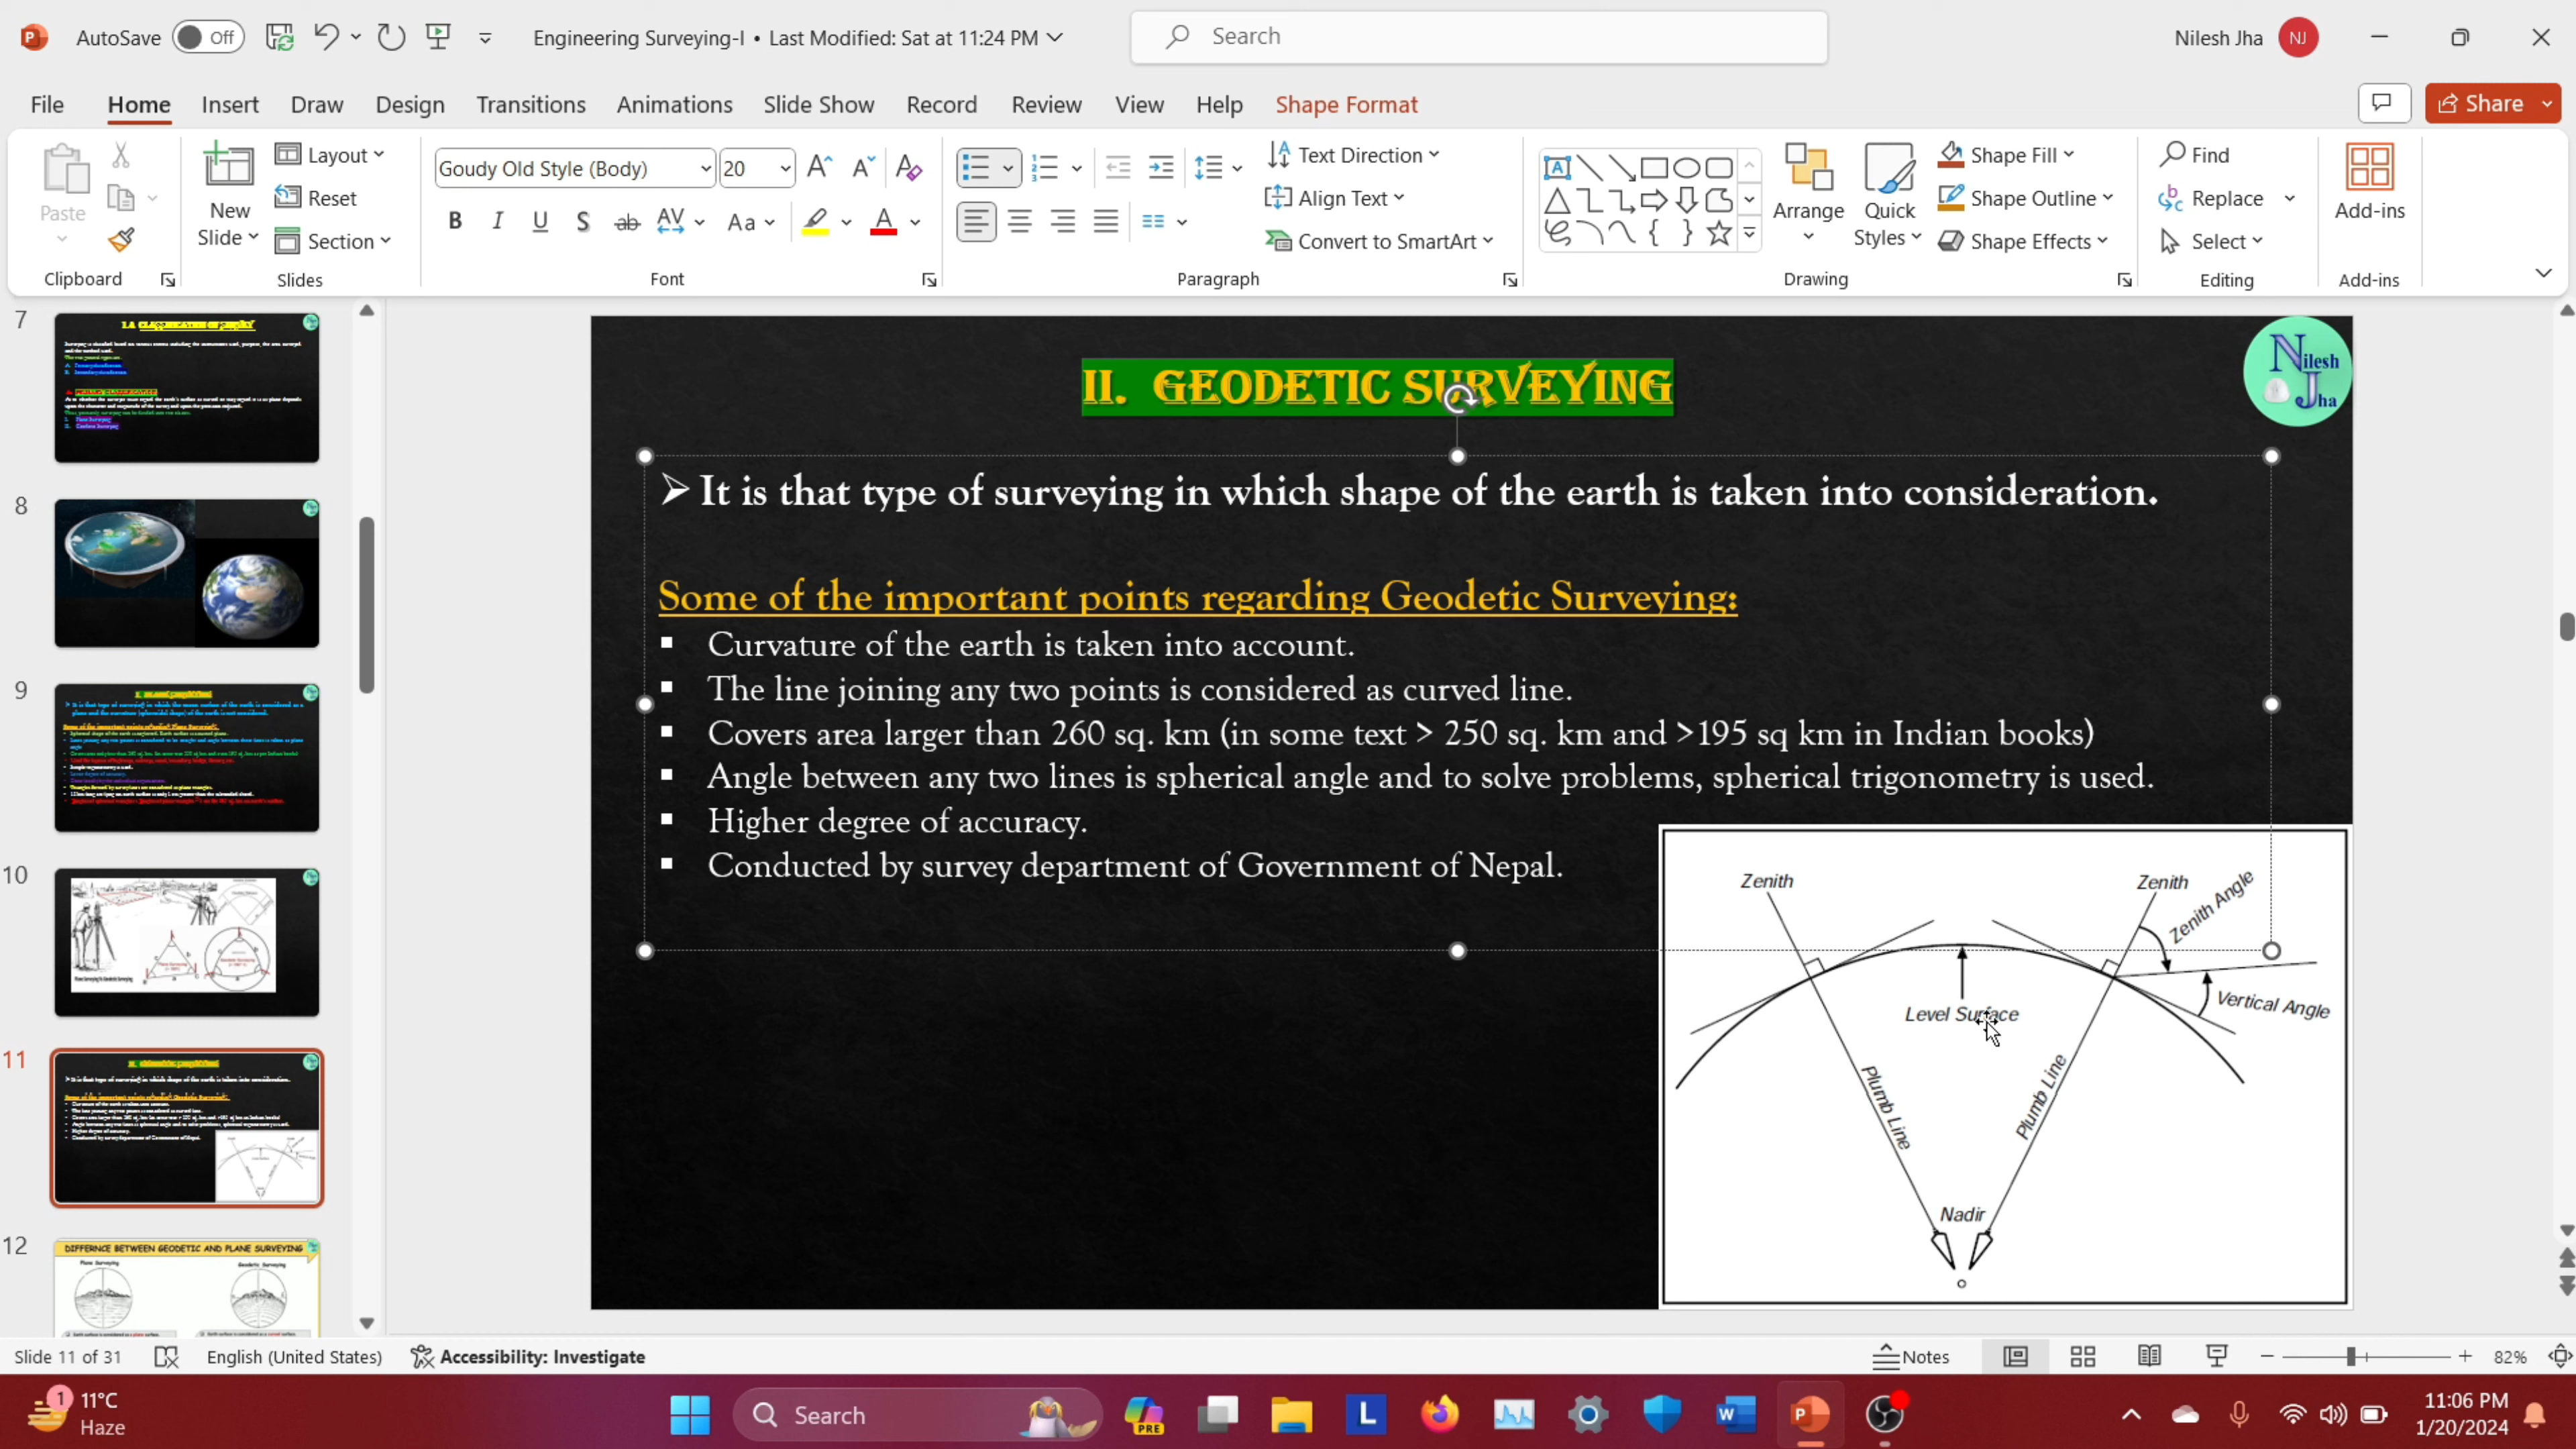 AutoSave Off Engineering Surveying-I • Last Modified: Sat at 11:24 PM Search Nilesh Jha NJ
File Home Insert Draw Design Transitions Animations Slide Show Record Review View Help Shape Format Share
Paste
Clipboard
New Slide
Layout
Reset
Section
Slides
Goudy Old Style (Body) 20
B I U S ab AV Aa A
Font
Text Direction
Align Text
Convert to SmartArt
Paragraph
Arrange
Quick Styles
Shape Fill
Shape Outline
Shape Effects
Drawing
Find
Replace
Select
Editing
Add-ins
Add-ins
7
8
9
10
11
12
DIFFERNCE BETWEEN GEODETIC AND PLANE SURVEYING
Plane Surveying Geodetic Surveying
II. GEODETIC SURVEYING
Nilesh
Jha
It is that type of surveying in which shape of the earth is taken into consideration.
Some of the important points regarding Geodetic Surveying:
Curvature of the earth is taken into account.
The line joining any two points is considered as curved line.
Covers area larger than 260 sq. km (in some text > 250 sq. km and >195 sq km in Indian books)
Angle between any two lines is spherical angle and to solve problems, spherical trigonometry is used.
Higher degree of accuracy.
Conducted by survey department of Government of Nepal.
Zenith
Zenith
Zenith Angle
Vertical Angle
Level Surface
Plumb Line
Plumb Line
Nadir
Slide 11 of 31 English (United States) Accessibility: Investigate Notes 82%
1 11°C
Haze
Search
PRE
L
W
P
11:06 PM
1/20/2024